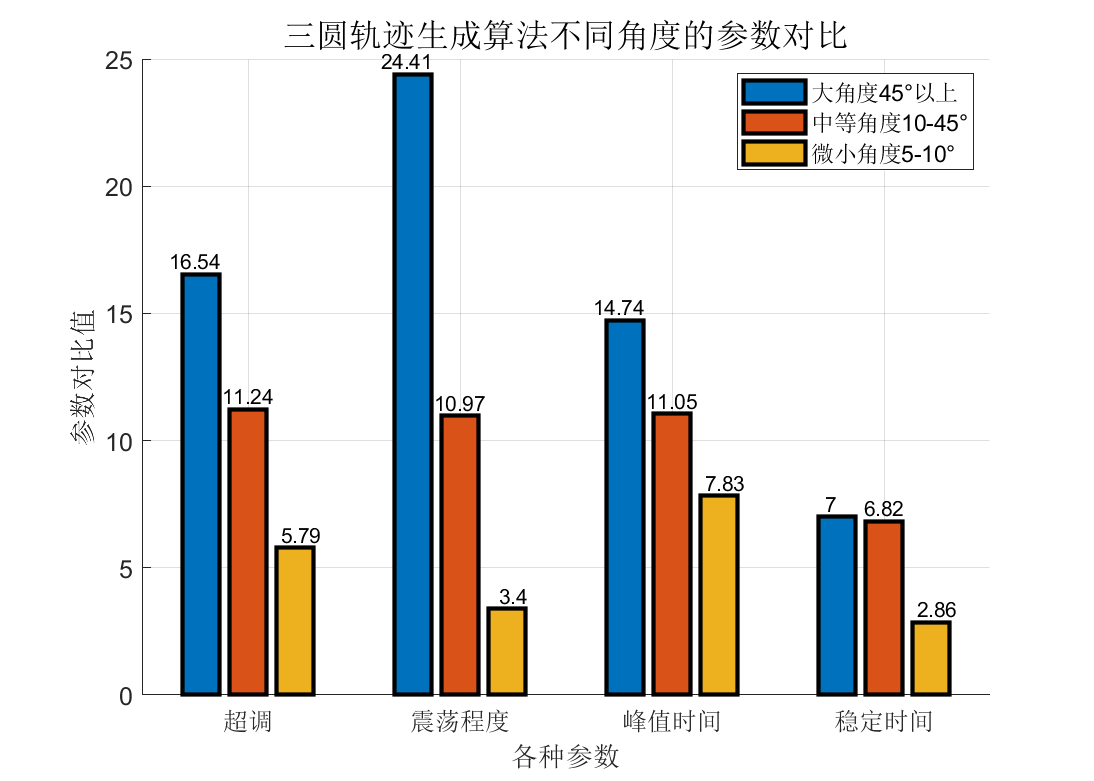 三圆轨迹生成算法不同角度的参数对比
大角度45°以上
中等角度10-45°
微小角度5-10°
参数对比值
25
20
15
10
5
0
16.54
11.24
5.79
24.41
10.97
3.4
14.74
11.05
7.83
7
6.82
2.86
超调
震荡程度
峰值时间
稳定时间
各种参数